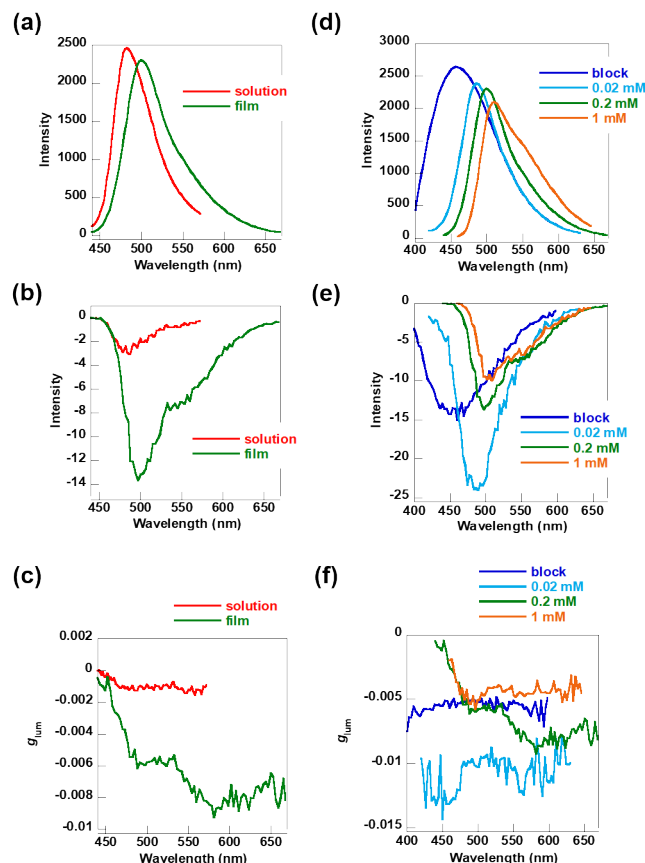 (a)
2500
2000
1500
1000
500
0
Intensity
solution
film
450 500 550 600 650
Wavelength (nm)
(d)
3000
2500
2000
1500
1000
500
0
Intensity
block
0.02 mM
0.2 mM
1 mM
400 450 500 550 600 650
Wavelength (nm)
(b)
0
-2
-4
-6
-8
-10
-12
-14
Intensity
solution
film
450 500 550 600 650
Wavelength (nm)
(e)
0
-5
-10
-15
-20
-25
Intensity
block
0.02 mM
0.2 mM
1 mM
400 450 500 550 600 650
Wavelength (nm)
(c)
solution
film
0.002
0
-0.002
-0.004
-0.006
-0.008
-0.01
glum
450 500 550 600 650
Wavelength (nm)
(f)
block
0.02 mM
0.2 mM
1 mM
0
-0.005
-0.01
-0.015
glum
400 450 500 550 600 650
Wavelength (nm)